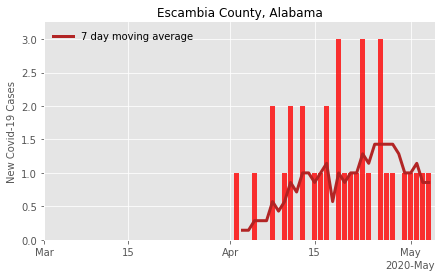 Escambia County, Alabama
7 day moving average
New Covid-19 Cases
3.0
2.5
2.0
1.5
1.0
0.5
0.0
Mar 15 Apr 15 May
2020-May